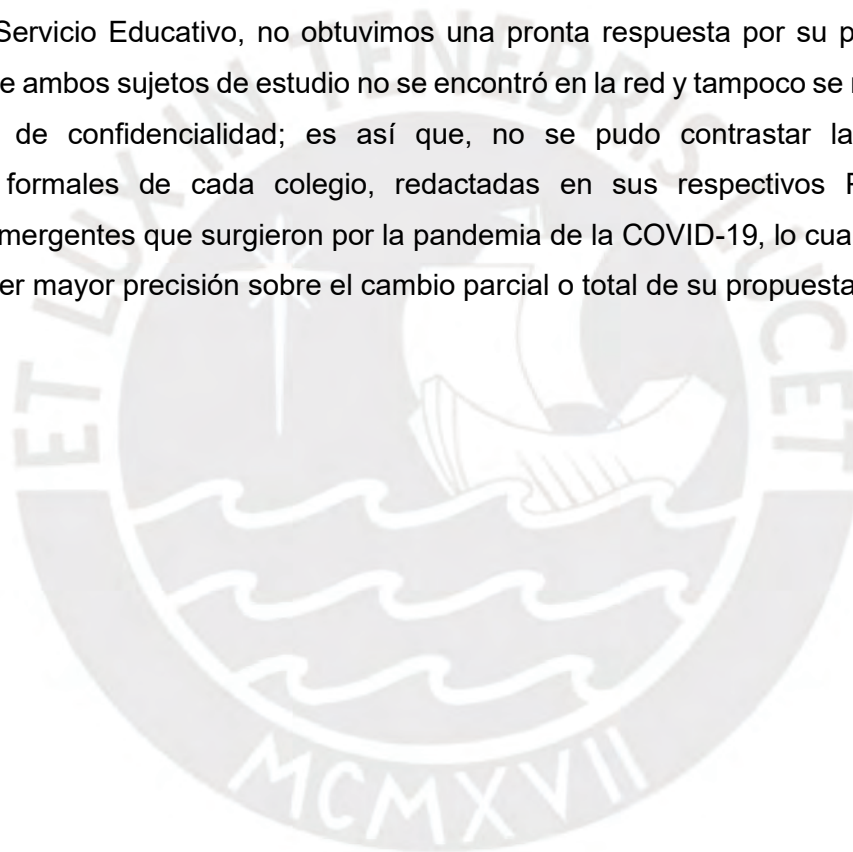 Servicio Educativo, no obtuvimos una pronta respuesta por su p
e ambos sujetos de estudio no se encontró en la red y tampoco se
de confidencialidad; es así que, no se pudo contrastar la
formales de cada colegio, redactadas en sus respectivos
mergentes que surgieron por la pandemia de la COVID-19, lo cua
er mayor precisión sobre el cambio parcial o total de su propuesta
ET LUX IN TENEBRIS LUCET
MCMXVII